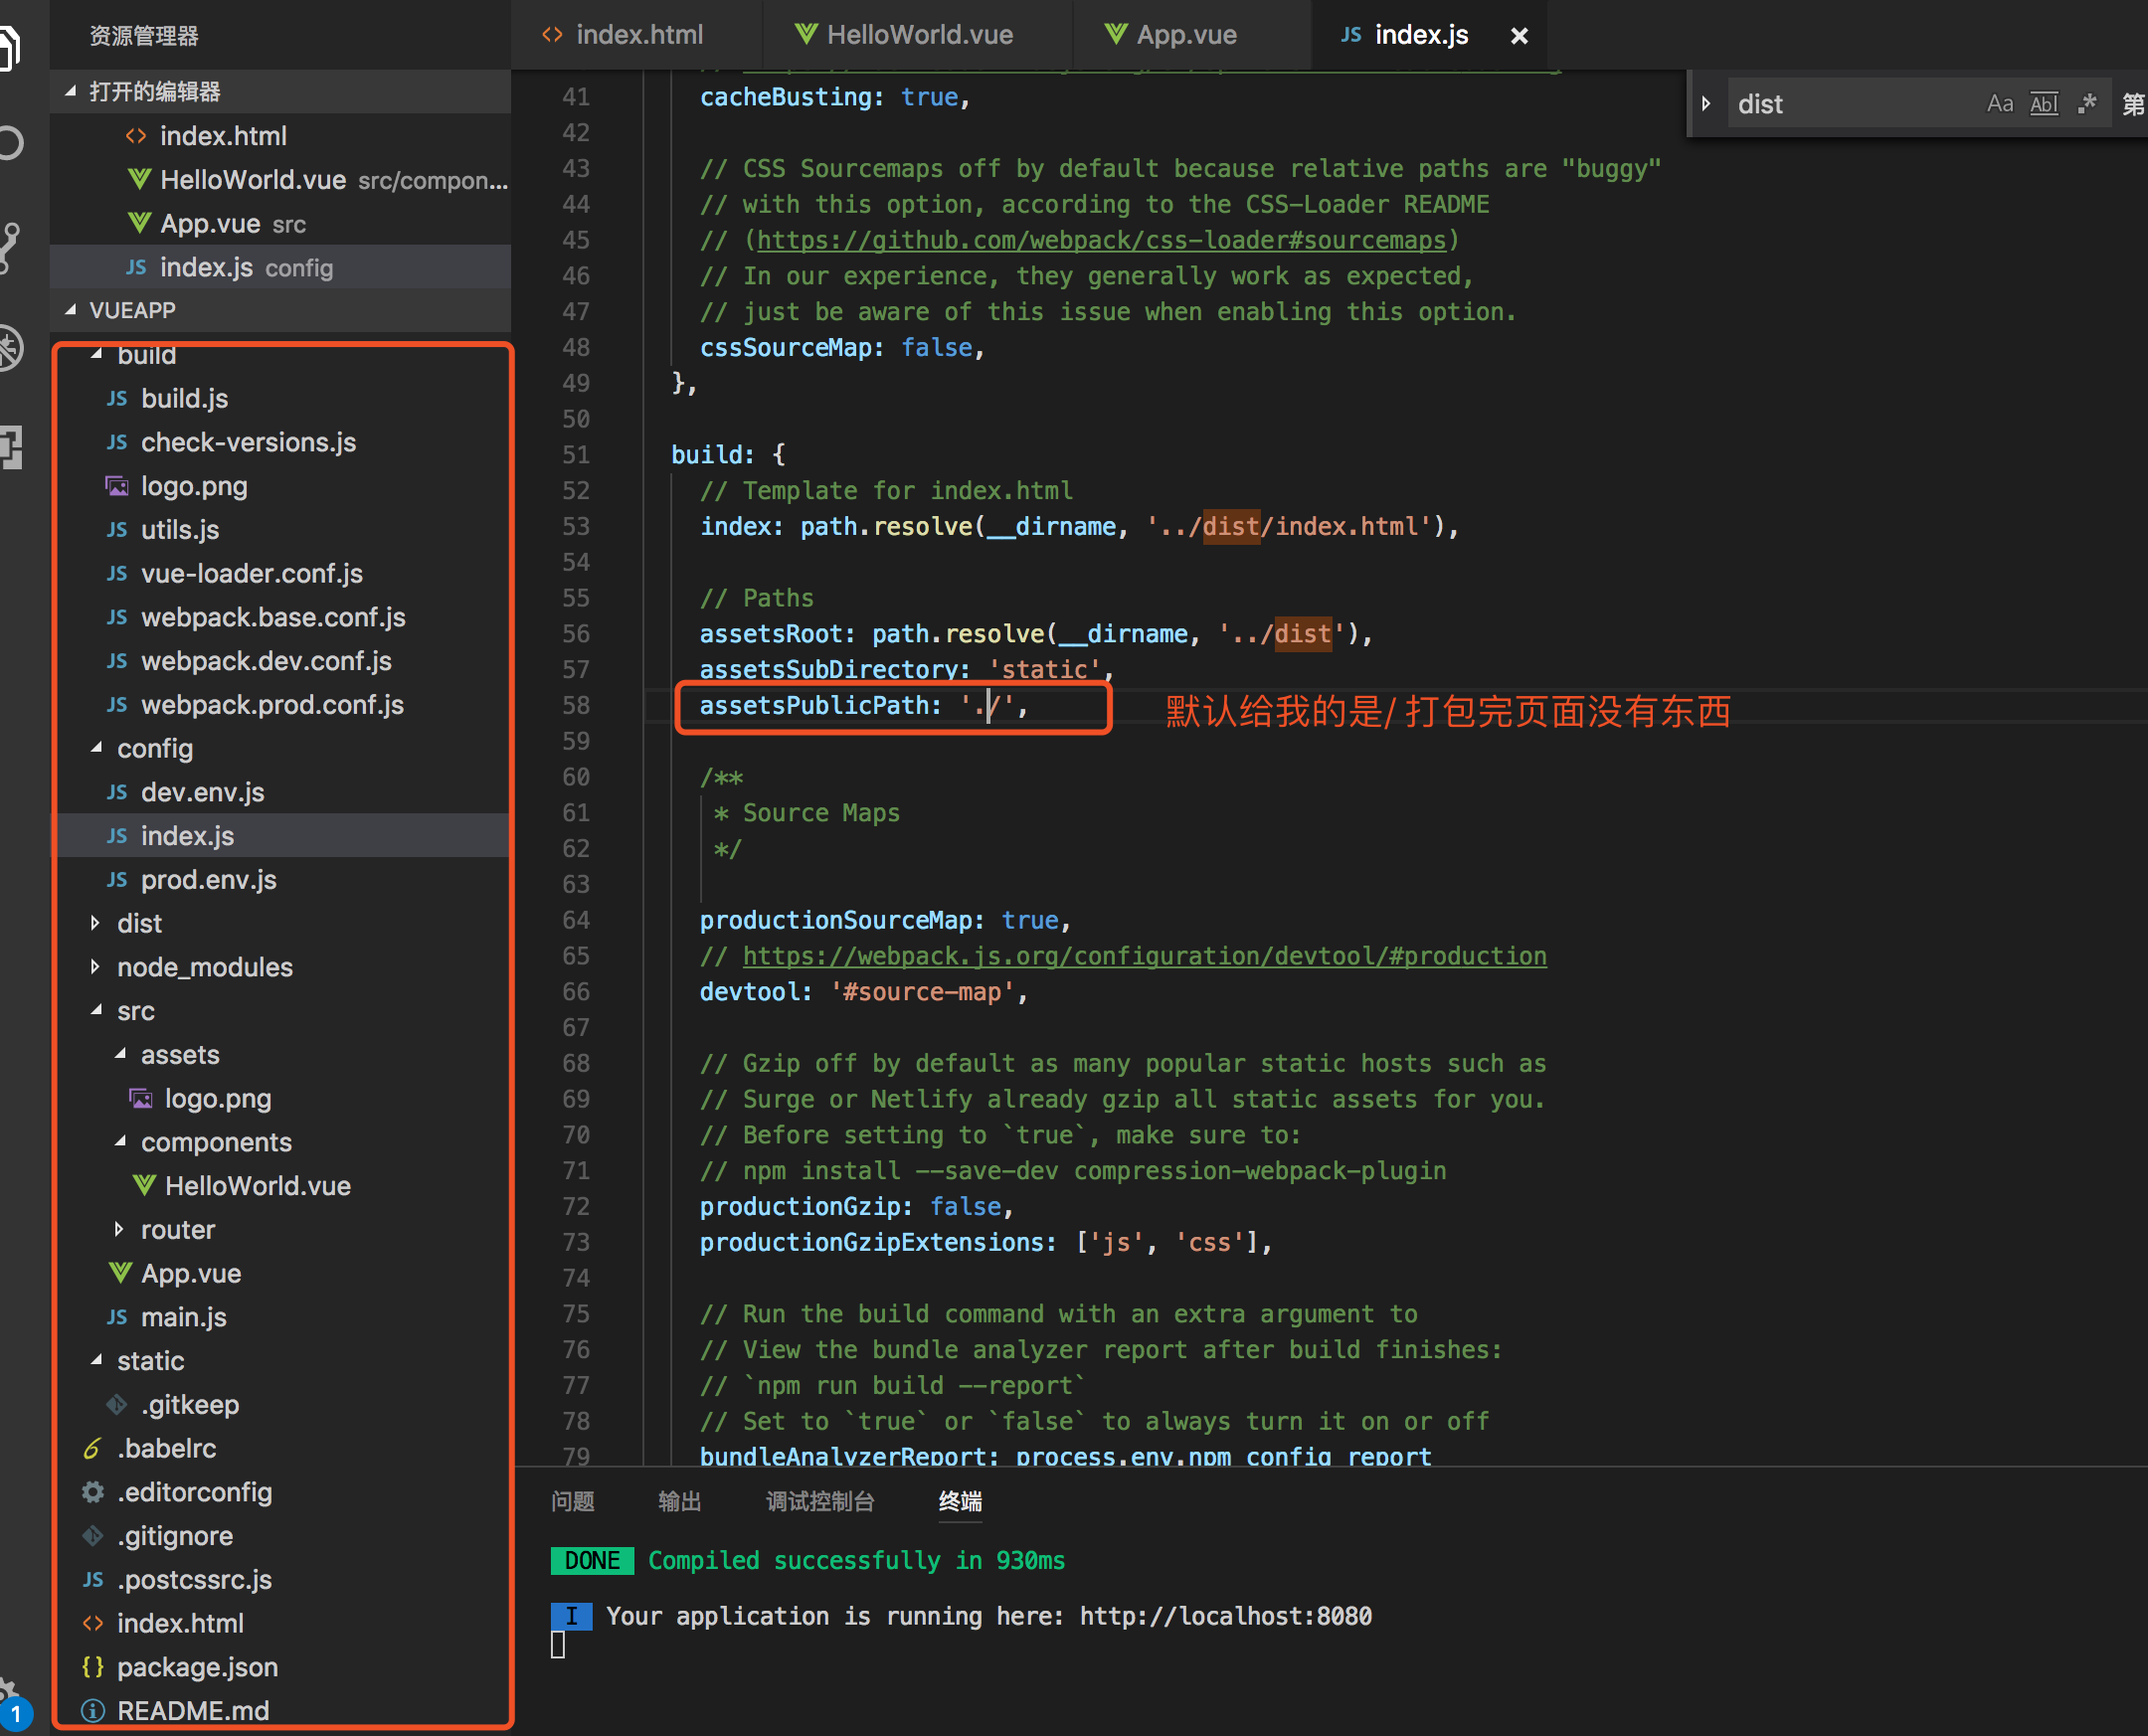 资源管理器
打开的编辑器
index.html
HelloWorld.vue src/compon...
App.vue src
index.js config
VUEAPP
build
build.js
check-versions.js
logo.png
utils.js
vue-loader.conf.js
webpack.base.conf.js
webpack.dev.conf.js
webpack.prod.conf.js
config
dev.env.js
index.js
prod.env.js
dist
node_modules
src
assets
logo.png
components
HelloWorld.vue
router
App.vue
main.js
static
.gitkeep
.babelrc
.editorconfig
.gitignore
.postcssrc.js
index.html
package.json
README.md
1
index.html HelloWorld.vue App.vue JS index.js
dist Aa Abl .* 第
41 cacheBusting: true,
42
43 // CSS Sourcemaps off by default because relative paths are "buggy"
44 // with this option, according to the CSS-Loader README
45 // (https://github.com/webpack/css-loader#sourcemaps)
46 // In our experience, they generally work as expected,
47 // just be aware of this issue when enabling this option.
48 cssSourceMap: false,
49 },
50
51 build: {
52 // Template for index.html
53 index: path.resolve(__dirname, '../dist/index.html'),
54
55 // Paths
56 assetsRoot: path.resolve(__dirname, '../dist'),
57 assetsSubDirectory: 'static',
58 assetsPublicPath: './',
默认给我的是/ 打包完页面没有东西
59
60 /**
61 * Source Maps
62 */
63
64 productionSourceMap: true,
65 // https://webpack.js.org/configuration/devtool/#production
66 devtool: '#source-map',
67
68 // Gzip off by default as many popular static hosts such as
69 // Surge or Netlify already gzip all static assets for you.
70 // Before setting to `true`, make sure to:
71 // npm install --save-dev compression-webpack-plugin
72 productionGzip: false,
73 productionGzipExtensions: ['js', 'css'],
74
75 // Run the build command with an extra argument to
76 // View the bundle analyzer report after build finishes:
77 // `npm run build --report`
78 // Set to `true` or `false` to always turn it on or off
79 bundleAnalyzerReport: process.env.npm_config_report
问题 输出 调试控制台 终端
DONE Compiled successfully in 930ms
I Your application is running here: http://localhost:8080